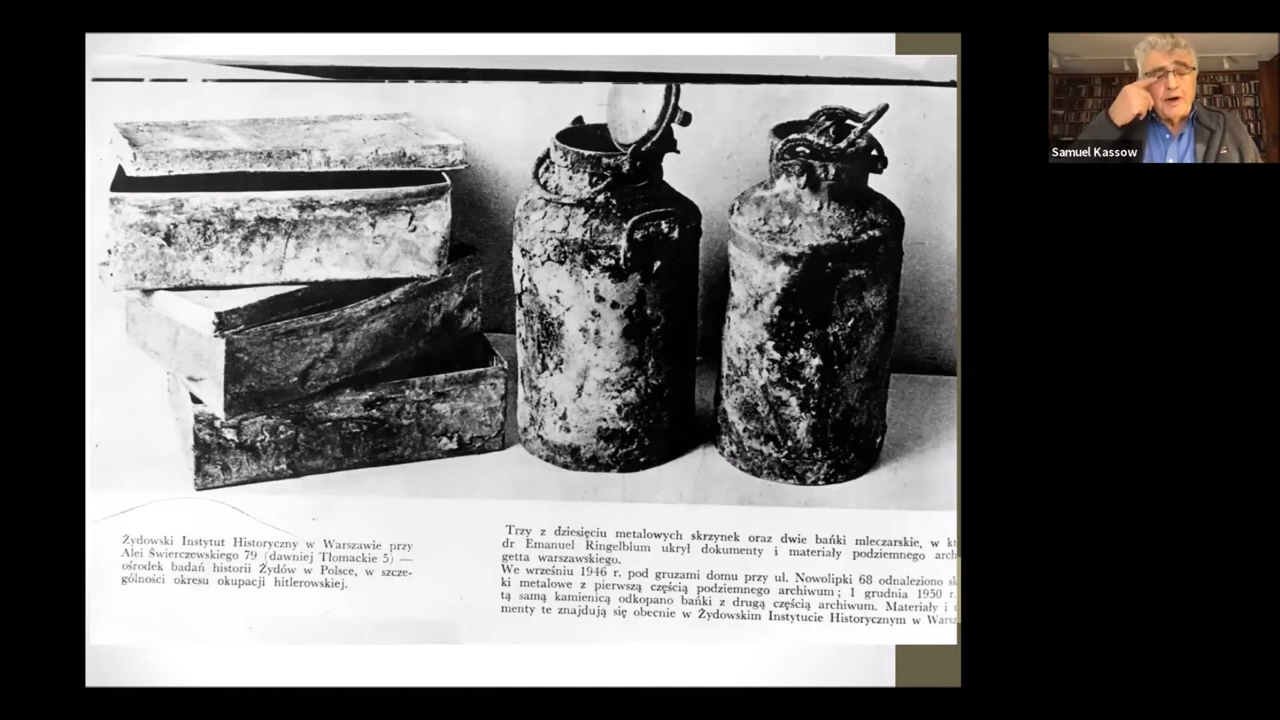 Samuel Kassow
Żydowski Instytut Historyczny w Warszawie przy
Alei Świerczewskiego 79 (dawniej Tłomackie 5) —
ośrodek badań historii Żydów w Polsce, w szcze-
gólności okresu okupacji hitlerowskiej.
Trzy z dziesięciu metalowych skrzynek oraz dwie bańki mleczarskie, w kt
dr Emanuel Ringelblum ukrył dokumenty i materiały podziemnego arch
getta warszawskiego.
We wrześniu 1946 r. pod gruzami domu przy ul. Nowolipki 68 odnaleziono sk
ki metalowe z pierwszą częścią podziemnego archiwum; 1 grudnia 1950 r.
tą samą kamienicą odkopano bańki z drugą częścią archiwum. Materiały i
menty te znajdują się obecnie w Żydowskim Instytucie Historycznym w Warsz